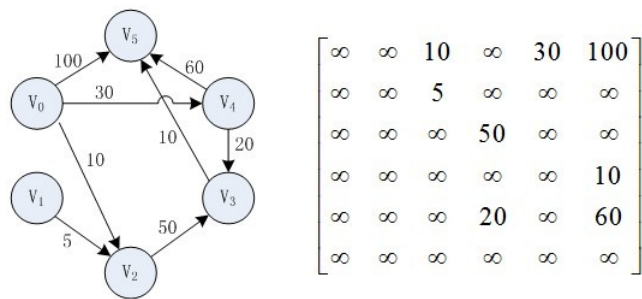 V5
100
60
V0
30
V4
10
20
10
V1
V3
5
50
V2
∞ ∞ 10 ∞ 30 100
∞ ∞ 5 ∞ ∞ ∞
∞ ∞ ∞ 50 ∞ ∞
∞ ∞ ∞ ∞ ∞ 10
∞ ∞ ∞ 20 ∞ 60
∞ ∞ ∞ ∞ ∞ ∞